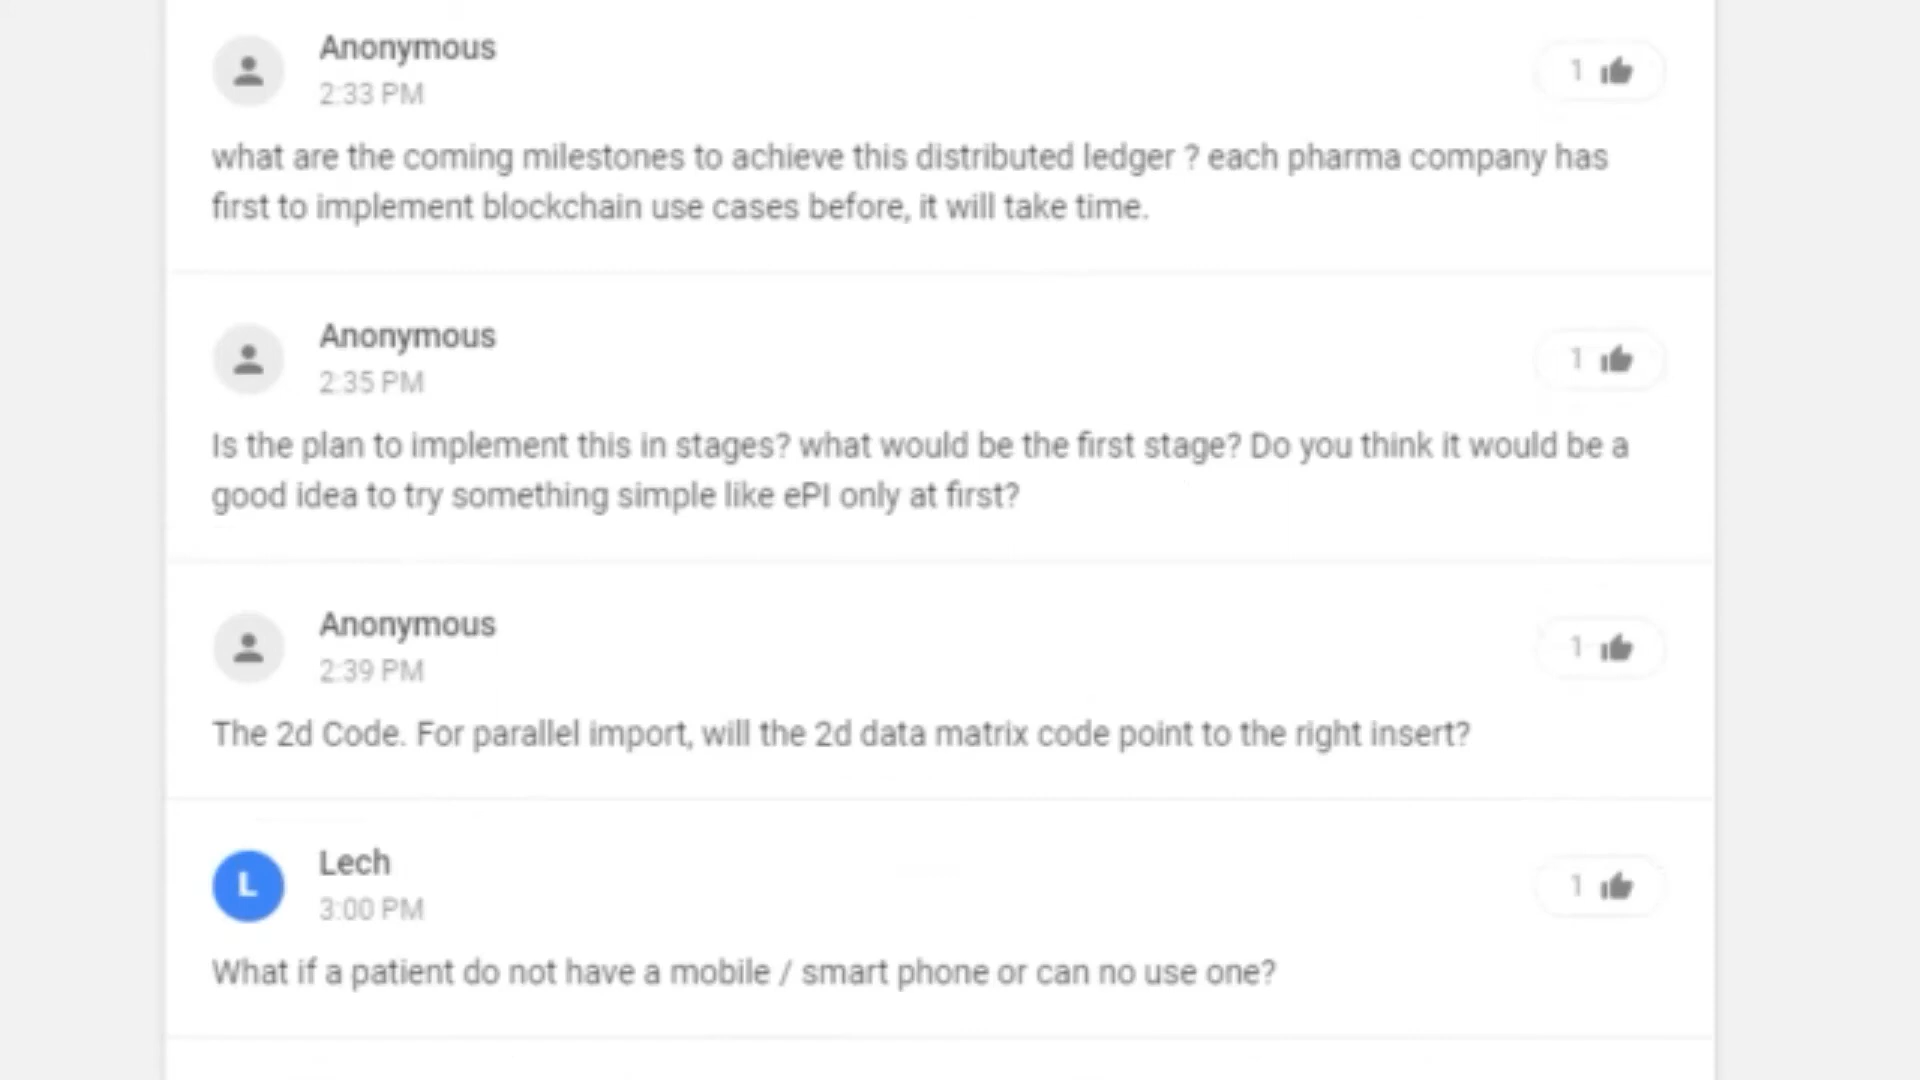 Anonymous
2:33 PM
1
what are the coming milestones to achieve this distributed ledger ? each pharma company has
first to implement blockchain use cases before, it will take time.
Anonymous
2:35 PM
1
Is the plan to implement this in stages? what would be the first stage? Do you think it would be a
good idea to try something simple like ePI only at first?
Anonymous
2:39 PM
1
The 2d Code. For parallel import, will the 2d data matrix code point to the right insert?
L
Lech
3:00 PM
1
What if a patient do not have a mobile / smart phone or can no use one?